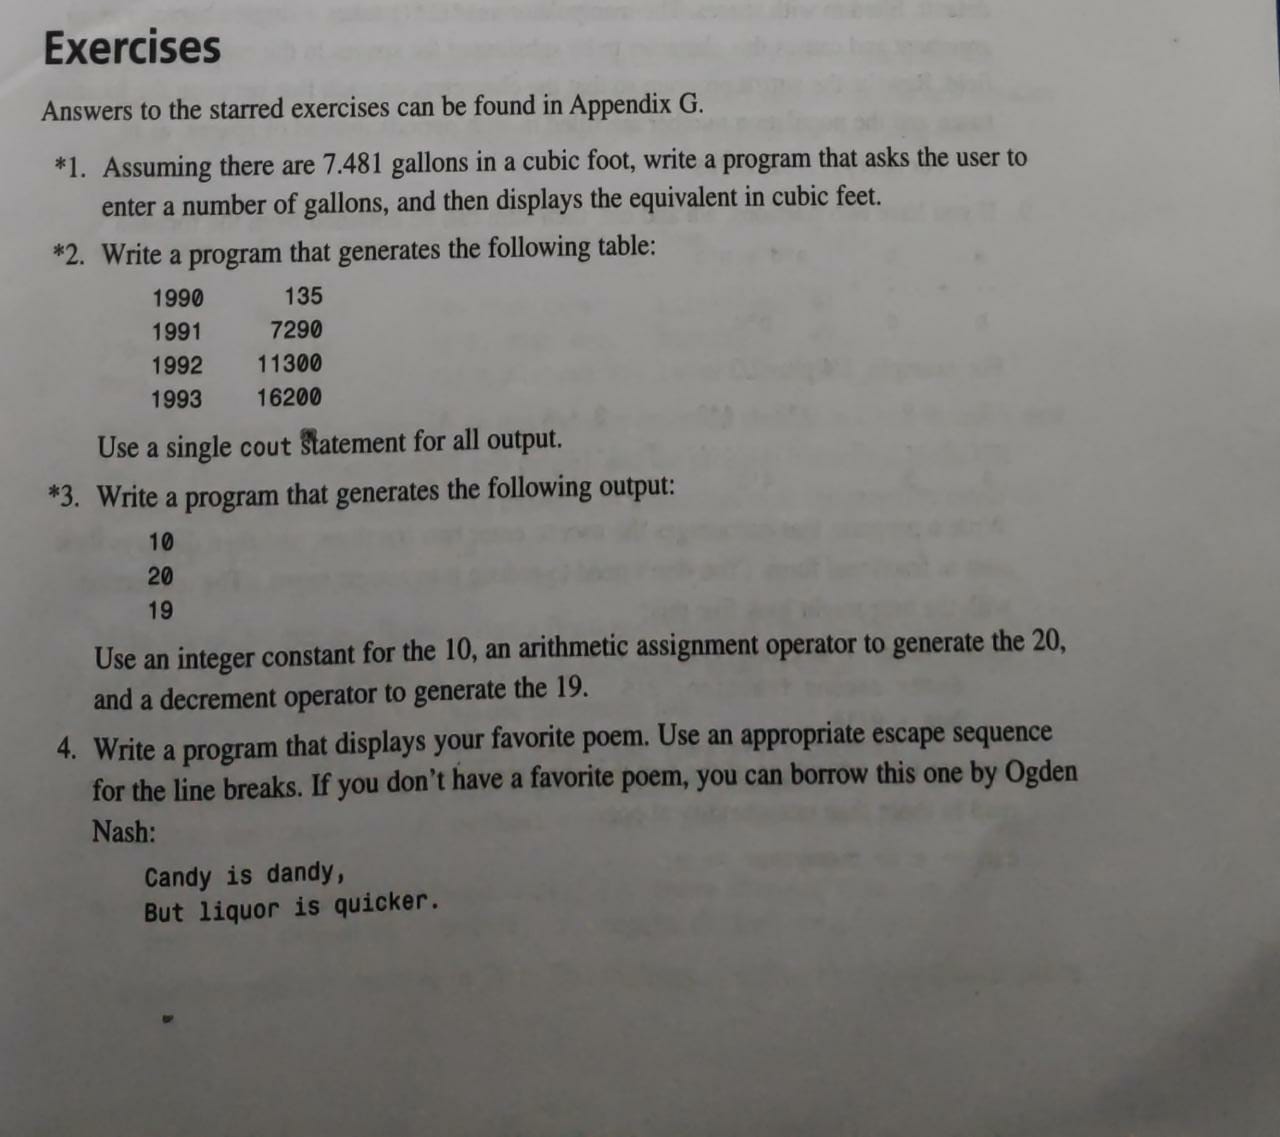 Exercises
Answers to the starred exercises can be found in Appendix G.
*1. Assuming there are 7.481 gallons in a cubic foot, write a program that asks the user to
enter a number of gallons, and then displays the equivalent in cubic feet.
*2. Write a program that generates the following table:
1990 135
1991 7290
1992 11300
1993 16200
Use a single cout statement for all output.
*3. Write a program that generates the following output:
10
20
19
Use an integer constant for the 10, an arithmetic assignment operator to generate the 20,
and a decrement operator to generate the 19.
4. Write a program that displays your favorite poem. Use an appropriate escape sequence
for the line breaks. If you don't have a favorite poem, you can borrow this one by Ogden
Nash:
Candy is dandy,
But liquor is quicker.